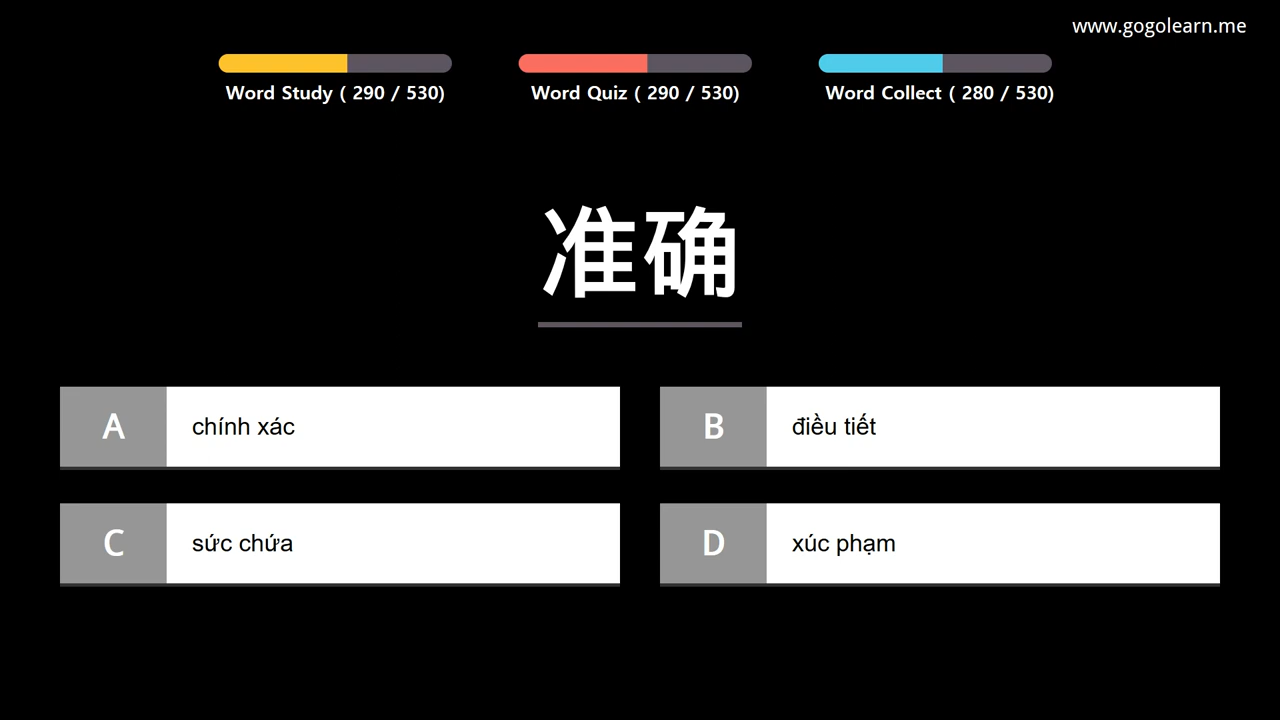 www.gogolearn.me
Word Study ( 290 / 530)
Word Quiz ( 290 / 530)
Word Collect ( 280 / 530)
准确
A chính xác
B điều tiết
C sức chứa
D xúc phạm